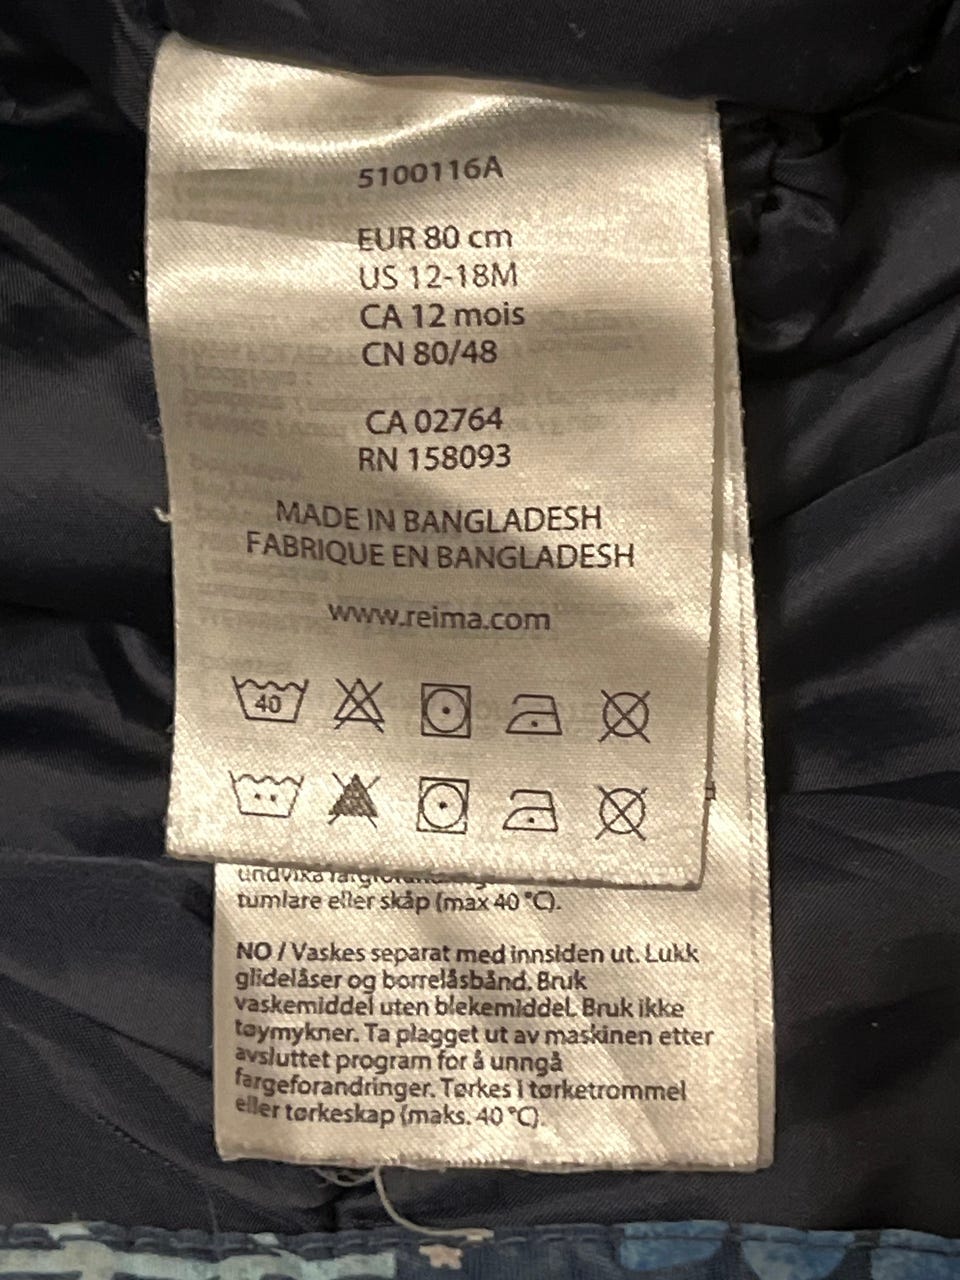 5100116A
EUR 80 cm
US 12-18M
CA 12 mois
CN 80/48
CA 02764
RN 158093
MADE IN BANGLADESH
FABRIQUE EN BANGLADESH
www.reima.com
40
tumlare eller skåp (max 40 °C).
NO / Vaskes separat med innsiden ut. Lukk
glidelåser og borrelåsbånd. Bruk
vaskemiddel uten blekemiddel. Bruk ikke
tøymykner. Ta plagget ut av maskinen etter
avsluttet program for å unngå
fargeforandringer. Tørkes i tørketrommel
eller tørkeskap (maks. 40 °C).